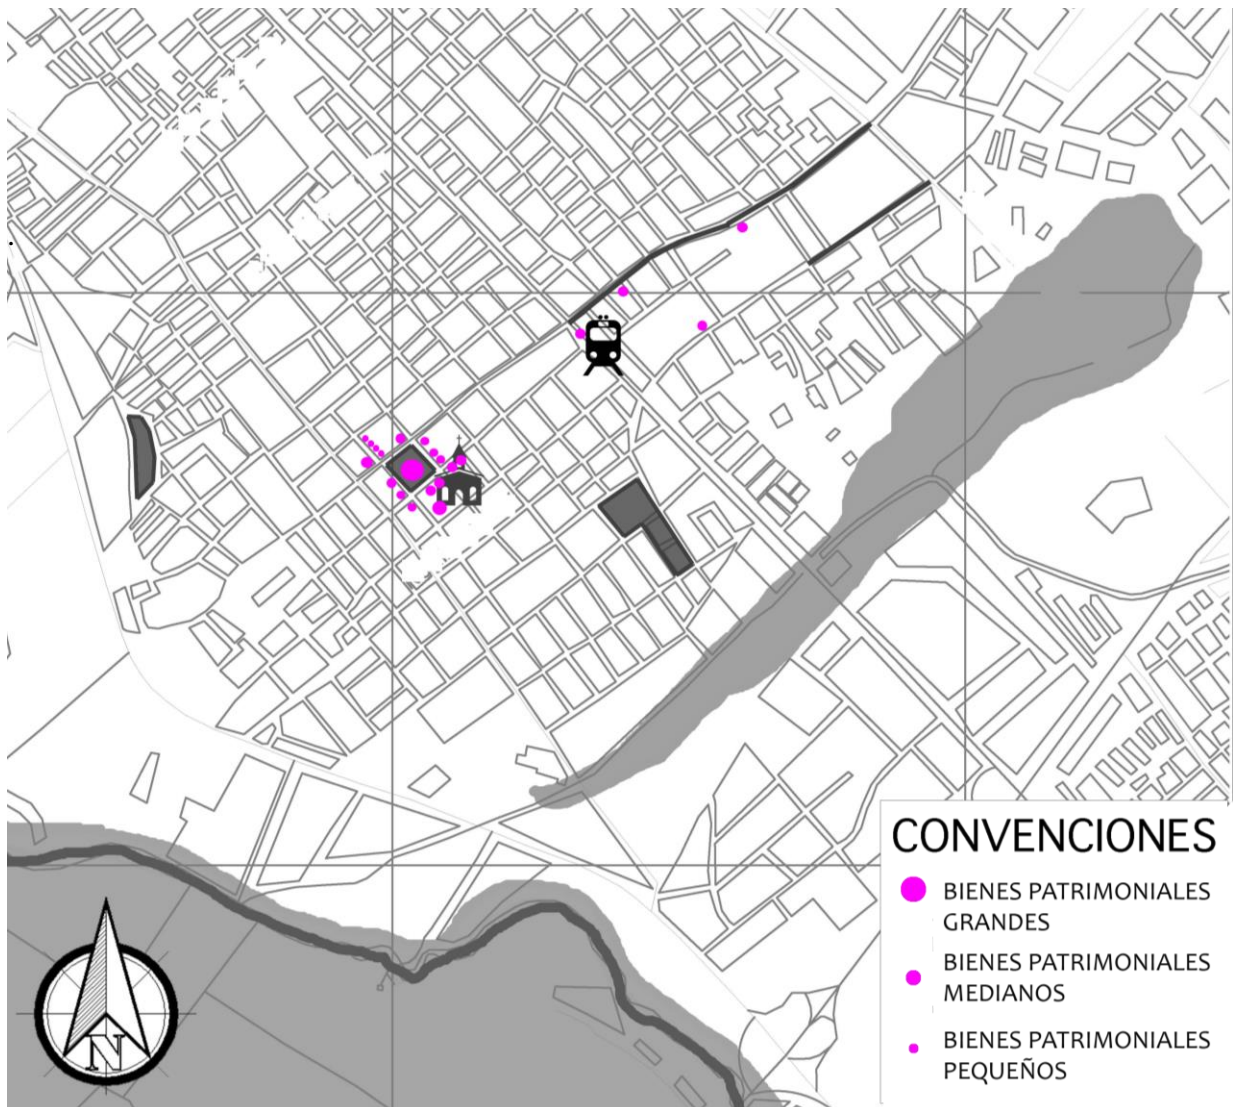 CONVENCIONES
BIENES PATRIMONIALES
GRANDES
BIENES PATRIMONIALES
MEDIANOS
BIENES PATRIMONIALES
PEQUEÑOS
N